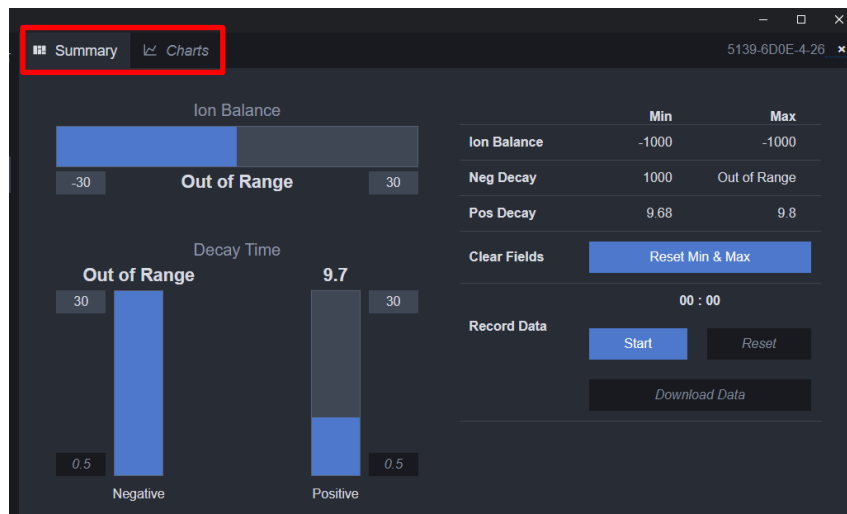 Summary Charts
5139-6D0E-4-26
Ion Balance
-30 Out of Range 30
Decay Time
Out of Range 9.7
30 30
0.5 0.5
Negative Positive
Min Max
Ion Balance -1000 -1000
Neg Decay 1000 Out of Range
Pos Decay 9.68 9.8
Clear Fields Reset Min & Max
00 : 00
Record Data
Start Reset
Download Data